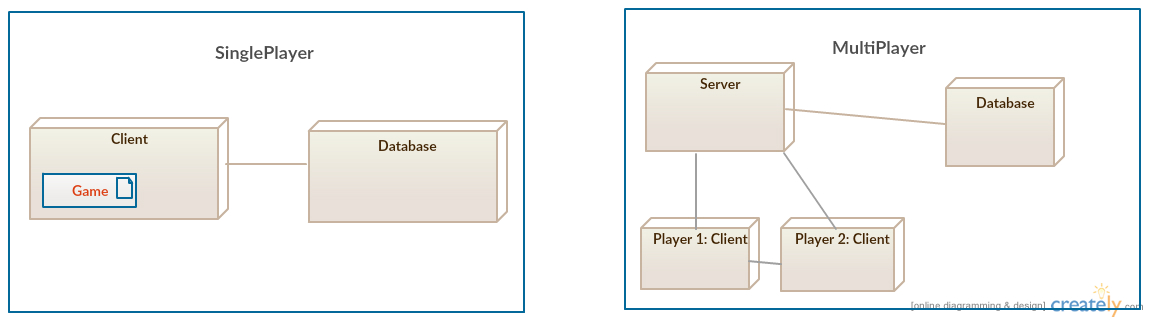 SinglePlayer
Client
Game
Database
MultiPlayer
Server
Database
Player 1: Client
Player 2: Client
[online diagramming & design] creately.com